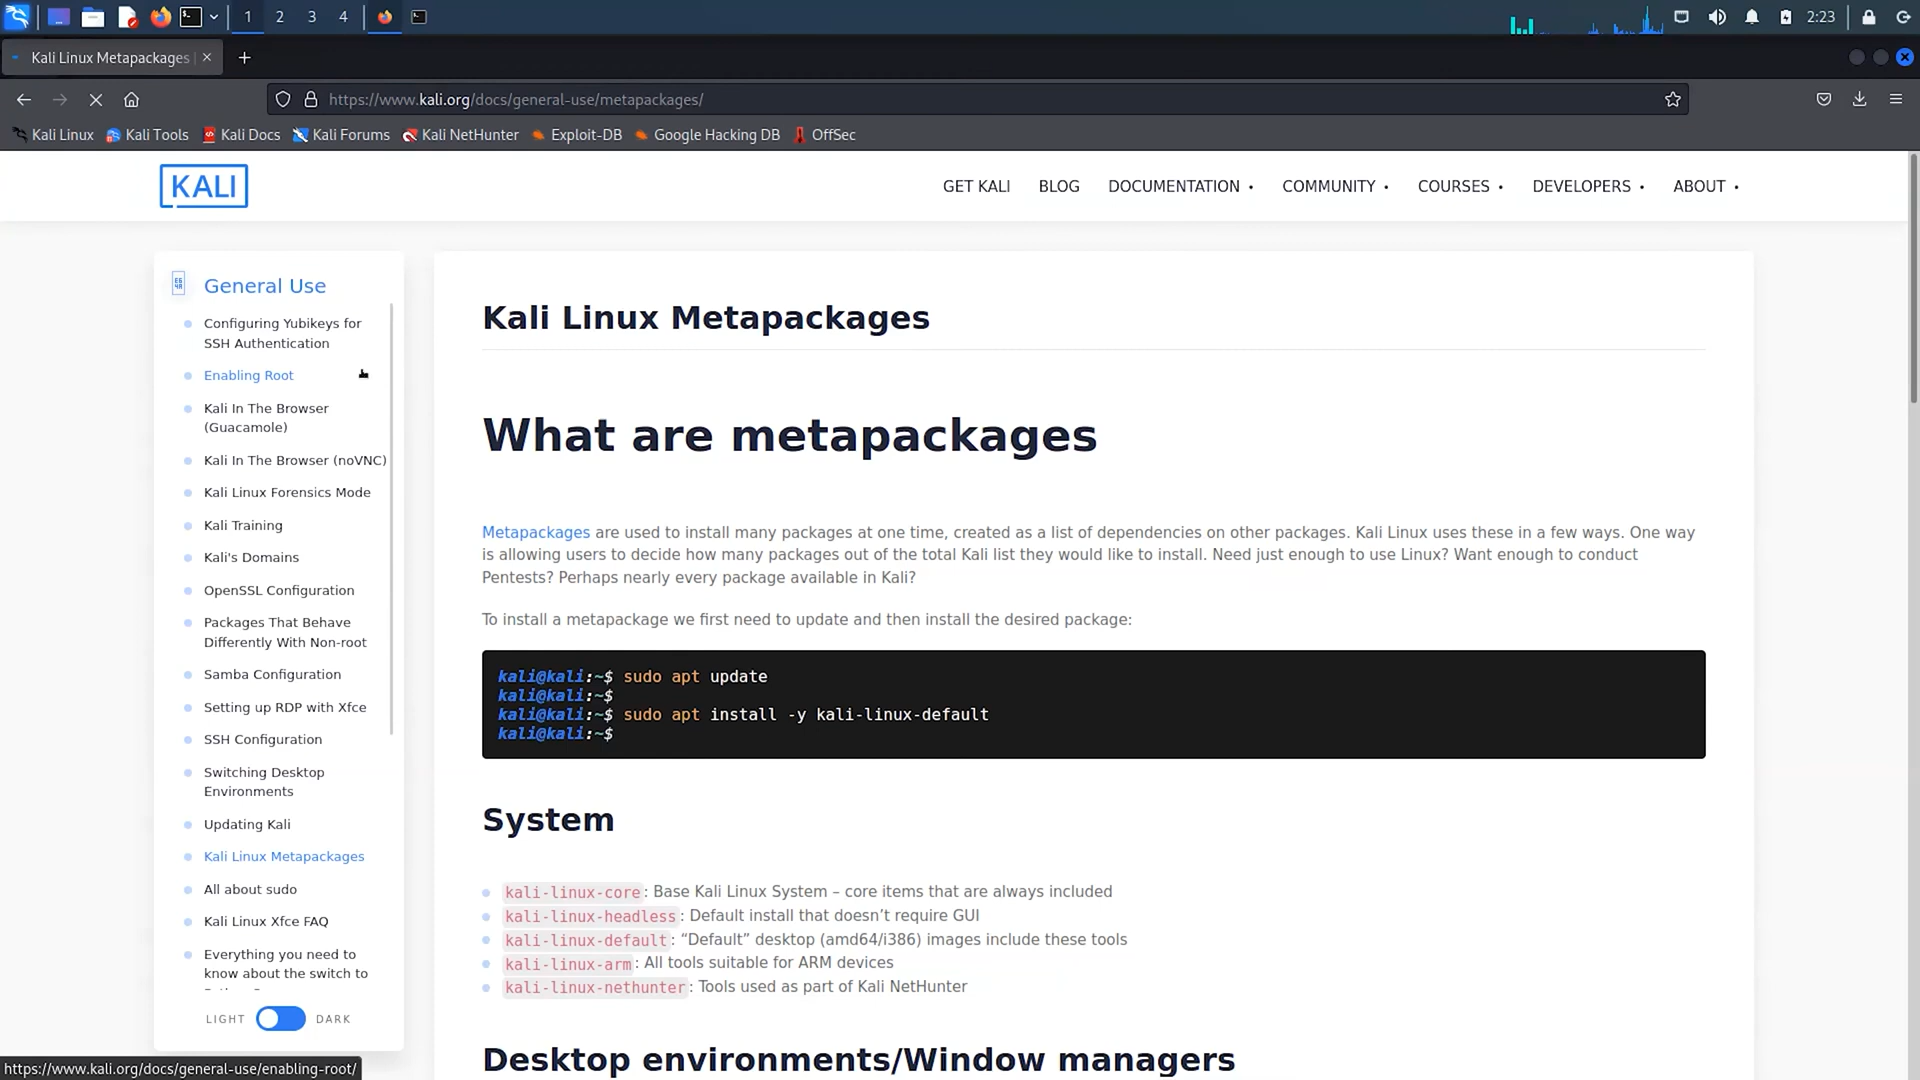 1 2 3 4 2:23
Kali Linux Metapackages
https://www.kali.org/docs/general-use/metapackages/
Kali Linux Kali Tools Kali Docs Kali Forums Kali NetHunter Exploit-DB Google Hacking DB OffSec
KALI GET KALI BLOG DOCUMENTATION • COMMUNITY • COURSES • DEVELOPERS • ABOUT •
General Use
Configuring Yubikeys for
SSH Authentication
Enabling Root
Kali In The Browser
(Guacamole)
Kali In The Browser (noVNC)
Kali Linux Forensics Mode
Kali Training
Kali's Domains
OpenSSL Configuration
Packages That Behave
Differently With Non-root
Samba Configuration
Setting up RDP with Xfce
SSH Configuration
Switching Desktop
Environments
Updating Kali
Kali Linux Metapackages
All about sudo
Kali Linux Xfce FAQ
Everything you need to
know about the switch to
LIGHT DARK
Kali Linux Metapackages
What are metapackages
Metapackages are used to install many packages at one time, created as a list of dependencies on other packages. Kali Linux uses these in a few ways. One way
is allowing users to decide how many packages out of the total Kali list they would like to install. Need just enough to use Linux? Want enough to conduct
Pentests? Perhaps nearly every package available in Kali?
To install a metapackage we first need to update and then install the desired package:
kali@kali:~$ sudo apt update
kali@kali:~$
kali@kali:~$ sudo apt install -y kali-linux-default
kali@kali:~$
System
kali-linux-core: Base Kali Linux System – core items that are always included
kali-linux-headless: Default install that doesn’t require GUI
kali-linux-default: “Default” desktop (amd64/i386) images include these tools
kali-linux-arm: All tools suitable for ARM devices
kali-linux-nethunter: Tools used as part of Kali NetHunter
Desktop environments/Window managers
https://www.kali.org/docs/general-use/enabling-root/